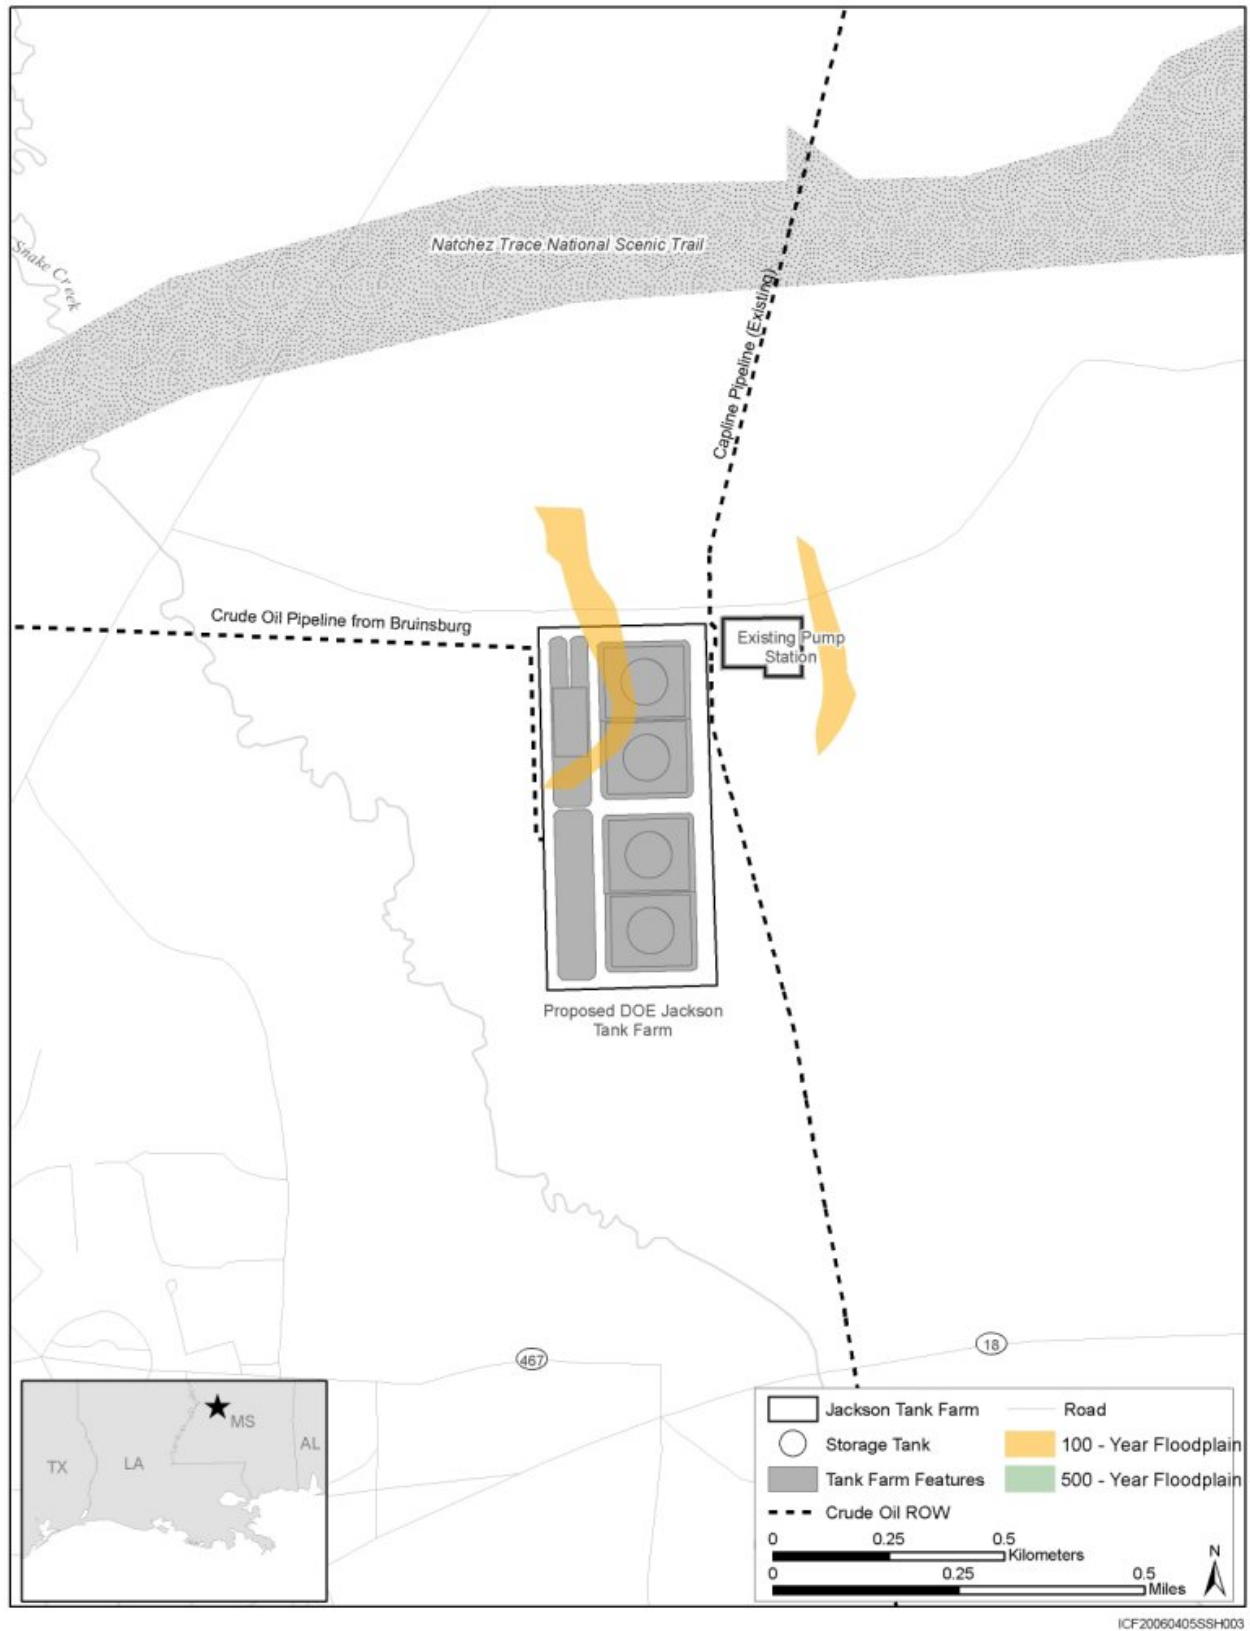 Natchez Trace National Scenic Trail
Snake Creek
Capline Pipeline (Existing)
Crude Oil Pipeline from Bruinsburg
Existing Pump
Station
Proposed DOE Jackson
Tank Farm
467
18
TX
LA
MS
AL
Jackson Tank Farm
Storage Tank
Tank Farm Features
Crude Oil ROW
Road
100 - Year Floodplain
500 - Year Floodplain
0 0.25 0.5
Kilometers
0 0.25 0.5
Miles
N
ICF20060405SSH003